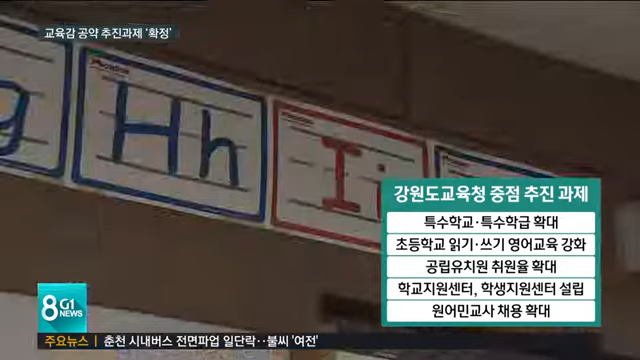 교육감 공약 추진과제 '확정'
g
Hh
Ii
강원도교육청 중점 추진 과제
특수학교·특수학급 확대
초등학교 읽기·쓰기 영어교육 강화
공립유치원 취원율 확대
학교지원센터, 학생지원센터 설립
원어민교사 채용 확대
8 G1
NEWS
주요뉴스 춘천 시내버스 전면파업 일단락‥불씨 '여전'